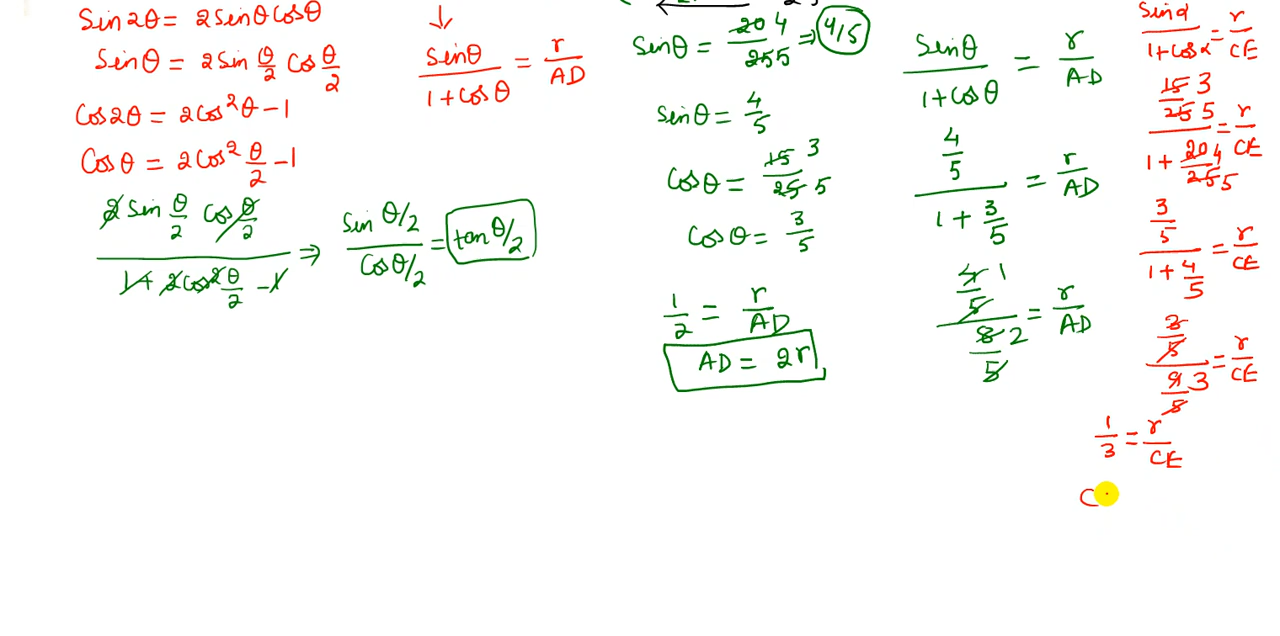 Sin2θ = 2sinθ cosθ
Sinθ = 2Sin θ/2 Cos θ/2
Cos2θ = 2cos²θ - 1
Cosθ = 2Cos² θ/2 - 1
2Sin θ/2 Cos θ/2 / 1 + 2cos² θ/2 - 1 ⇒ Sin θ/2 / Cos θ/2 = tan θ/2
↓
Sinθ / 1 + cosθ = r / AD
Sinθ = 20 4 / 25 5 ⇒ 4/5
Sinθ = 4/5
Cosθ = 15 3 / 25 5
Cosθ = 3/5
1/2 = r/AD
AD = 2r
Sinθ / 1 + cosθ = r / AD
4/5 / 1 + 3/5 = r / AD
4 1 / 5 / 8 2 / 5 = r / AD
Sinα / 1 + cosα = r / CE
15 3 / 25 5 / 1 + 20 4 / 25 5 = r / CE
3/5 / 1 + 4/5 = r / CE
3 / 5 / 9 3 / 5 = r / CE
1/3 = r / CE
C